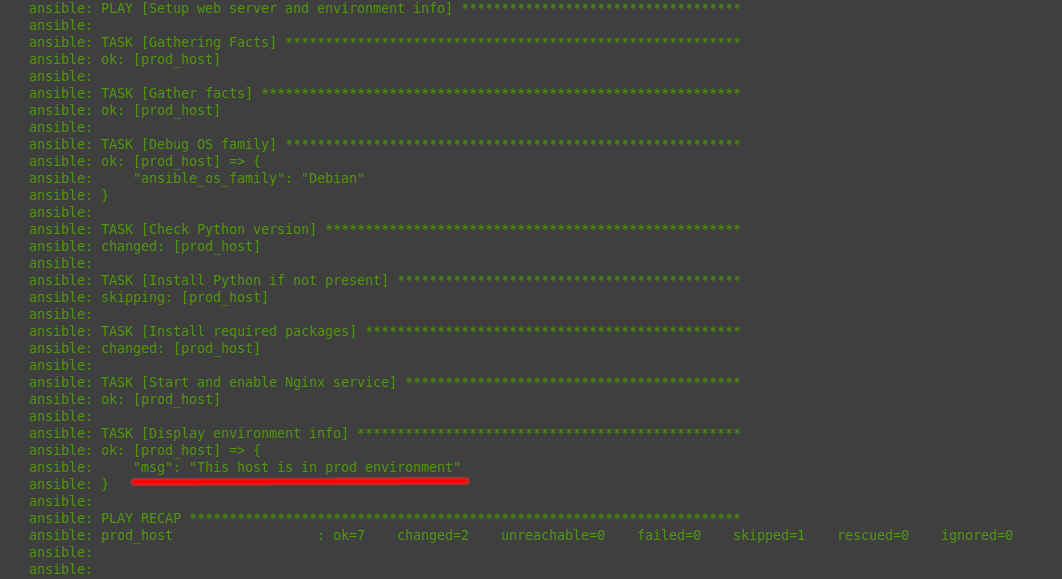 ansible: PLAY [Setup web server and environment info] ***********************************
ansible:
ansible: TASK [Gathering Facts] *********************************************************
ansible: ok: [prod_host]
ansible:
ansible: TASK [Gather facts] ************************************************************
ansible: ok: [prod_host]
ansible:
ansible: TASK [Debug OS family] *********************************************************
ansible: ok: [prod_host] => {
ansible:     "ansible_os_family": "Debian"
ansible: }
ansible:
ansible: TASK [Check Python version] ****************************************************
ansible: changed: [prod_host]
ansible:
ansible: TASK [Install Python if not present] *******************************************
ansible: skipping: [prod_host]
ansible:
ansible: TASK [Install required packages] ***********************************************
ansible: changed: [prod_host]
ansible:
ansible: TASK [Start and enable Nginx service] ******************************************
ansible: ok: [prod_host]
ansible:
ansible: TASK [Display environment info] ************************************************
ansible: ok: [prod_host] => {
ansible:     "msg": "This host is in prod environment"
ansible: }
ansible:
ansible: PLAY RECAP *********************************************************************
ansible: prod_host                  : ok=7    changed=2    unreachable=0    failed=0    skipped=1    rescued=0    ignored=0
ansible:
ansible: